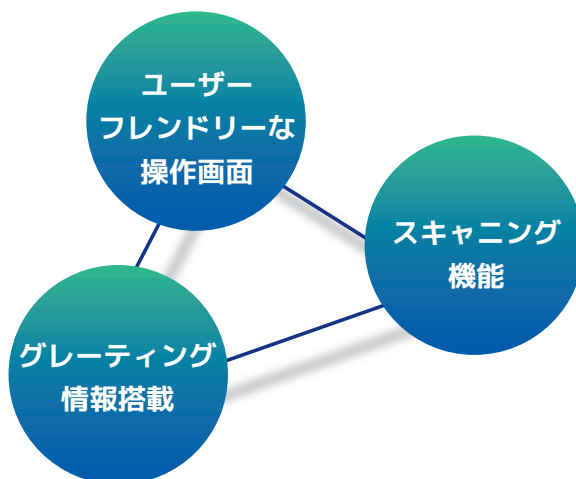 ユーザー
フレンドリーな
操作画面
スキャニング
機能
グレーティング
情報搭載